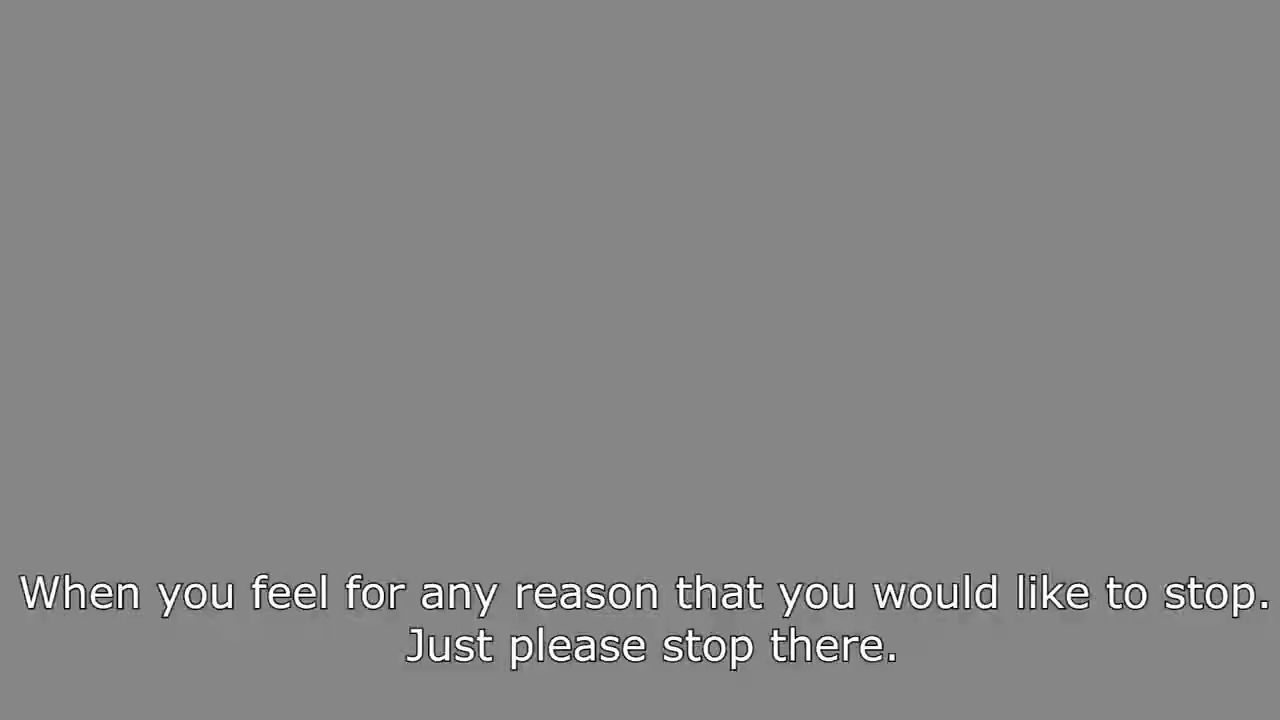 When you feel for any reason that you would like to stop.
Just please stop there.